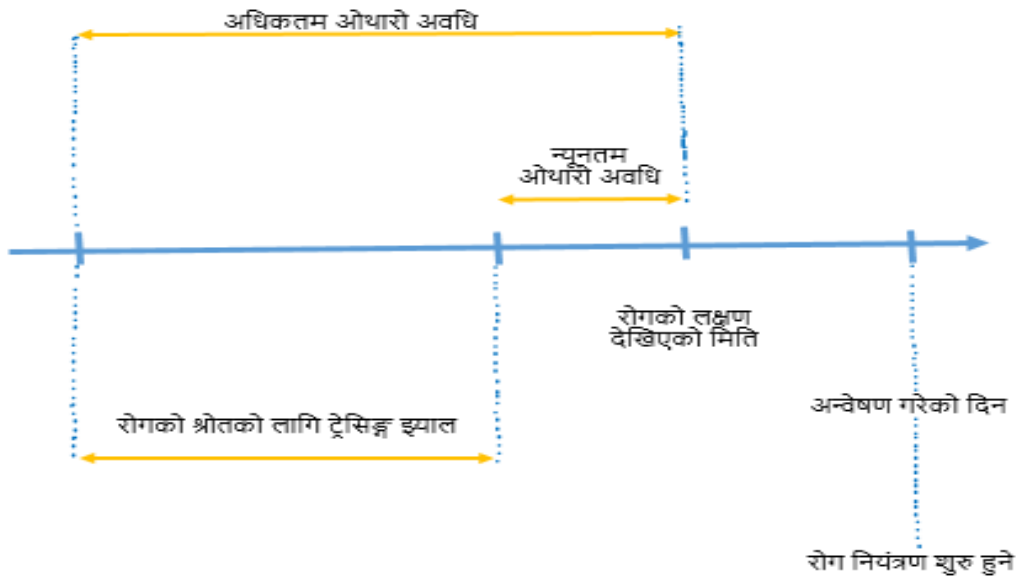 अधिकतम ओथारो अवधि
न्यूनतम
ओथारो अवधि
रोगको लक्षण
देखिएको मिति
अन्वेषण गरेको दिन
रोगको श्रोतको लागि ट्रेसिङ्ग झ्याल
रोग नियंत्रण शुरु हुने